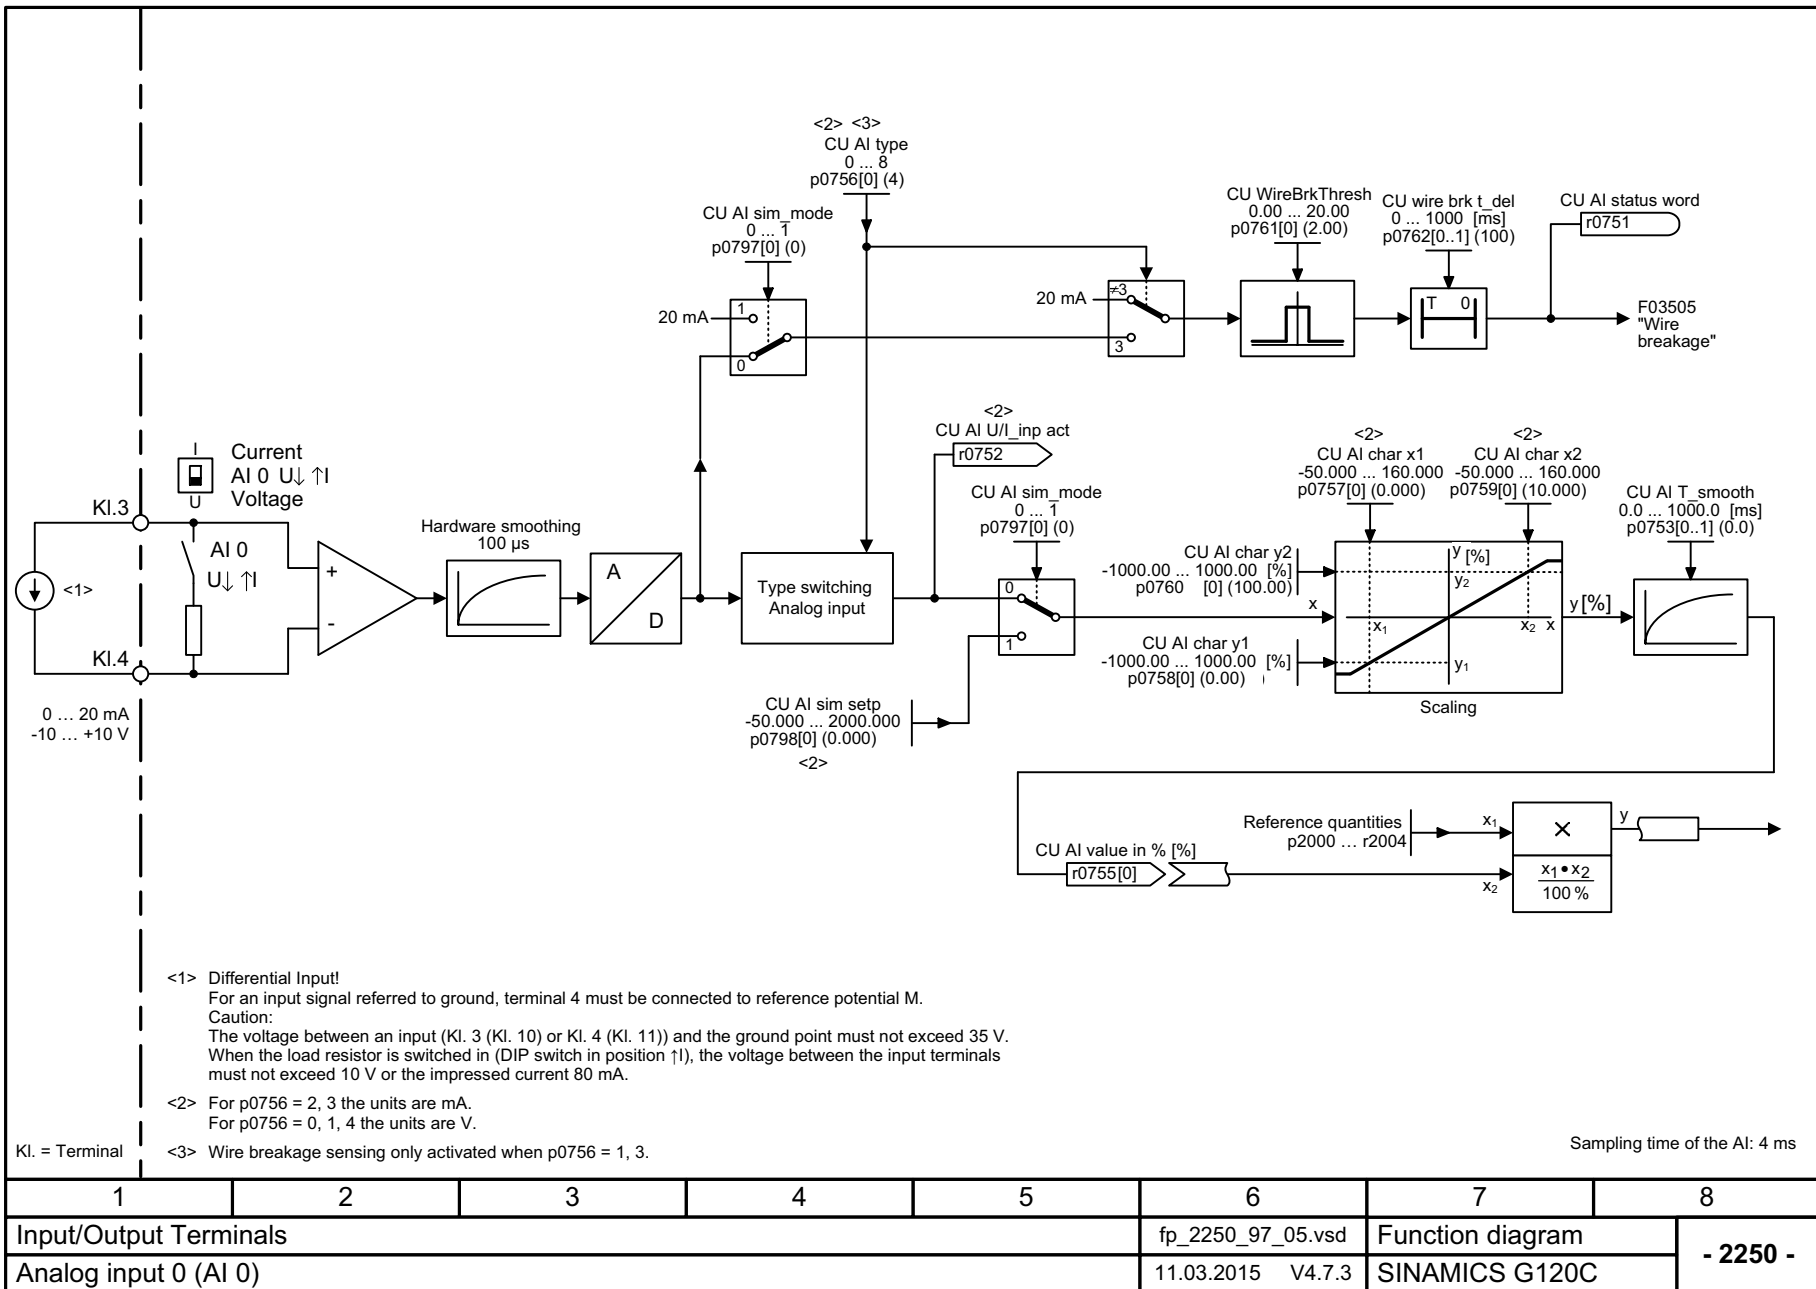 <2> <3>
CU AI type
0 ... 8
p0756[0] (4)
CU AI sim_mode
0 ... 1
p0797[0] (0)
20 mA
1
0
20 mA
≠3
3
CU WireBrkThresh
0.00 ... 20.00
p0761[0] (2.00)
CU wire brk t_del
0 ... 1000 [ms]
p0762[0..1] (100)
T 0
CU AI status word
r0751
F03505
"Wire
breakage"
I
U
Current
AI 0 U↓ ↑I
Voltage
Kl.3
<1>
AI 0
U↓ ↑I
Kl.4
0 ... 20 mA
-10 ... +10 V
+
-
Hardware smoothing
100 µs
A
D
Type switching
Analog input
<2>
CU AI U/I_inp act
r0752
CU AI sim_mode
0 ... 1
p0797[0] (0)
0
1
CU AI sim setp
-50.000 ... 2000.000
p0798[0] (0.000)
<2>
<2>
CU AI char x1
-50.000 ... 160.000
p0757[0] (0.000)
<2>
CU AI char x2
-50.000 ... 160.000
p0759[0] (10.000)
CU AI char y2
-1000.00 ... 1000.00 [%]
p0760 [0] (100.00)
x
CU AI char y1
-1000.00 ... 1000.00 [%]
p0758[0] (0.00) )
y [%]
y2
x1
x2 x
y1
Scaling
y [%]
CU AI T_smooth
0.0 ... 1000.0 [ms]
p0753[0..1] (0.0)
Reference quantities
p2000 ... r2004
x1
CU AI value in % [%]
r0755[0]
x2
×
x1•x2
100 %
y
<1> Differential Input!
For an input signal referred to ground, terminal 4 must be connected to reference potential M.
Caution:
The voltage between an input (Kl. 3 (Kl. 10) or Kl. 4 (Kl. 11)) and the ground point must not exceed 35 V.
When the load resistor is switched in (DIP switch in position ↑I), the voltage between the input terminals
must not exceed 10 V or the impressed current 80 mA.
<2> For p0756 = 2, 3 the units are mA.
For p0756 = 0, 1, 4 the units are V.
Kl. = Terminal
<3> Wire breakage sensing only activated when p0756 = 1, 3.
Sampling time of the AI: 4 ms
1 2 3 4 5 6 7 8
Input/Output Terminals
fp_2250_97_05.vsd
Function diagram
- 2250 -
Analog input 0 (AI 0)
11.03.2015 V4.7.3
SINAMICS G120C